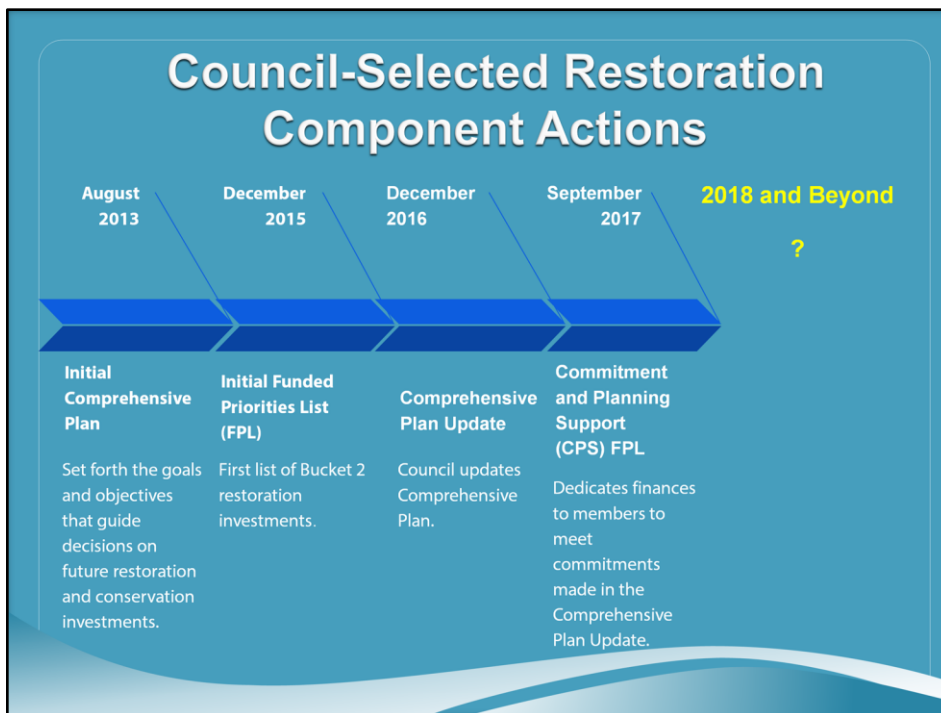 Council-Selected Restoration
Component Actions
August
2013
December
2015
December
2016
September
2017
2018 and Beyond
?
Initial
Comprehensive
Plan
Set forth the goals
and objectives
that guide
decisions on
future restoration
and conservation
investments.
Initial Funded
Priorities List
(FPL)
First list of Bucket 2
restoration
investments.
Comprehensive
Plan Update
Council updates
Comprehensive
Plan.
Commitment
and Planning
Support
(CPS) FPL
Dedicates finances
to members to
meet
commitments
made in the
Comprehensive
Plan Update.